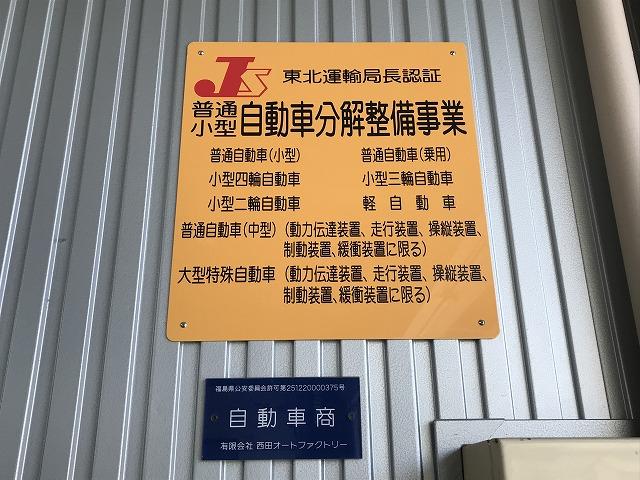 JS 東北運輸局長認証
普通
小型 自動車分解整備事業
普通自動車(小型) 普通自動車(乗用)
小型四輪自動車 小型三輪自動車
小型二輪自動車 軽自動車
普通自動車(中型)(動力伝達装置、走行装置、操縦装置、
制動装置、緩衝装置に限る)
大型特殊自動車(動力伝達装置、走行装置、操縦装置、
制動装置、緩衝装置に限る)
福島県公安委員会許可第251220000375号
自動車商
有限会社 西田オートファクトリー